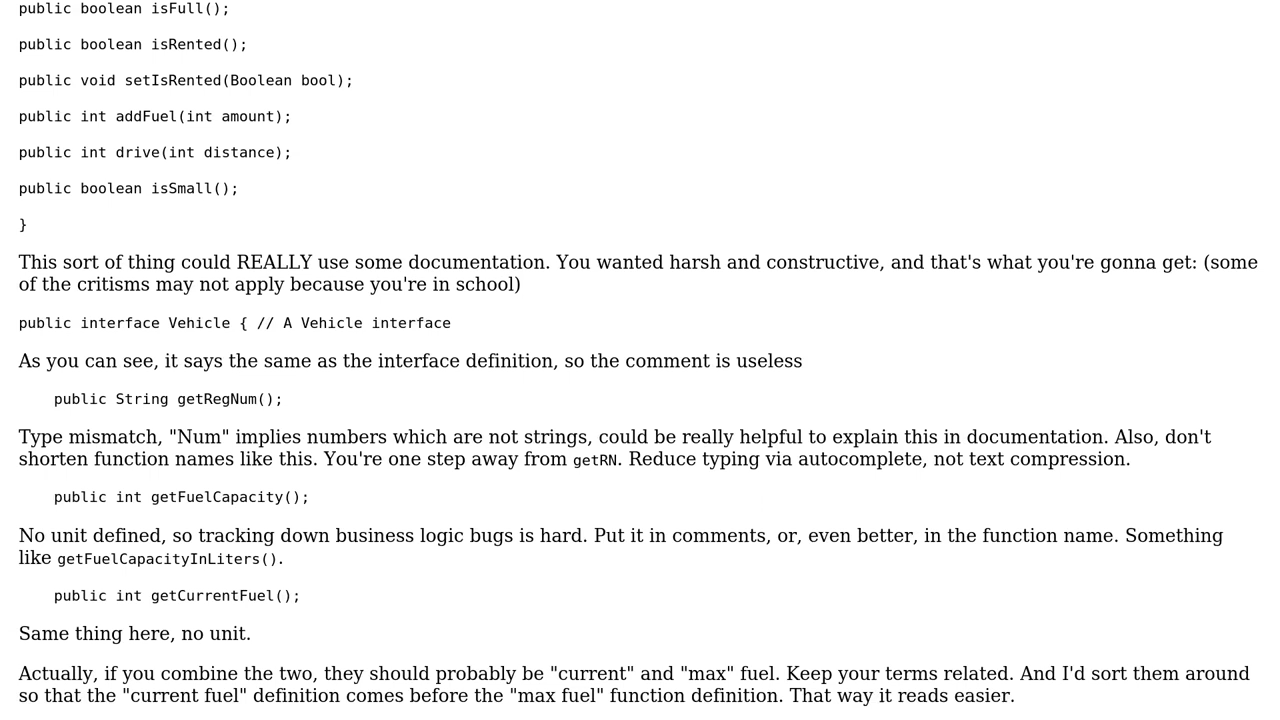 public boolean isFull();
public boolean isRented();
public void setIsRented(Boolean bool);
public int addFuel(int amount);
public int drive(int distance);
public boolean isSmall();
}
This sort of thing could REALLY use some documentation. You wanted harsh and constructive, and that's what you're gonna get: (some
of the critisms may not apply because you're in school)
public interface Vehicle { // A Vehicle interface
As you can see, it says the same as the interface definition, so the comment is useless
public String getRegNum();
Type mismatch, "Num" implies numbers which are not strings, could be really helpful to explain this in documentation. Also, don't
shorten function names like this. You're one step away from getRN. Reduce typing via autocomplete, not text compression.
public int getFuelCapacity();
No unit defined, so tracking down business logic bugs is hard. Put it in comments, or, even better, in the function name. Something
like getFuelCapacityInLiters().
public int getCurrentFuel();
Same thing here, no unit.
Actually, if you combine the two, they should probably be "current" and "max" fuel. Keep your terms related. And I'd sort them around
so that the "current fuel" definition comes before the "max fuel" function definition. That way it reads easier.